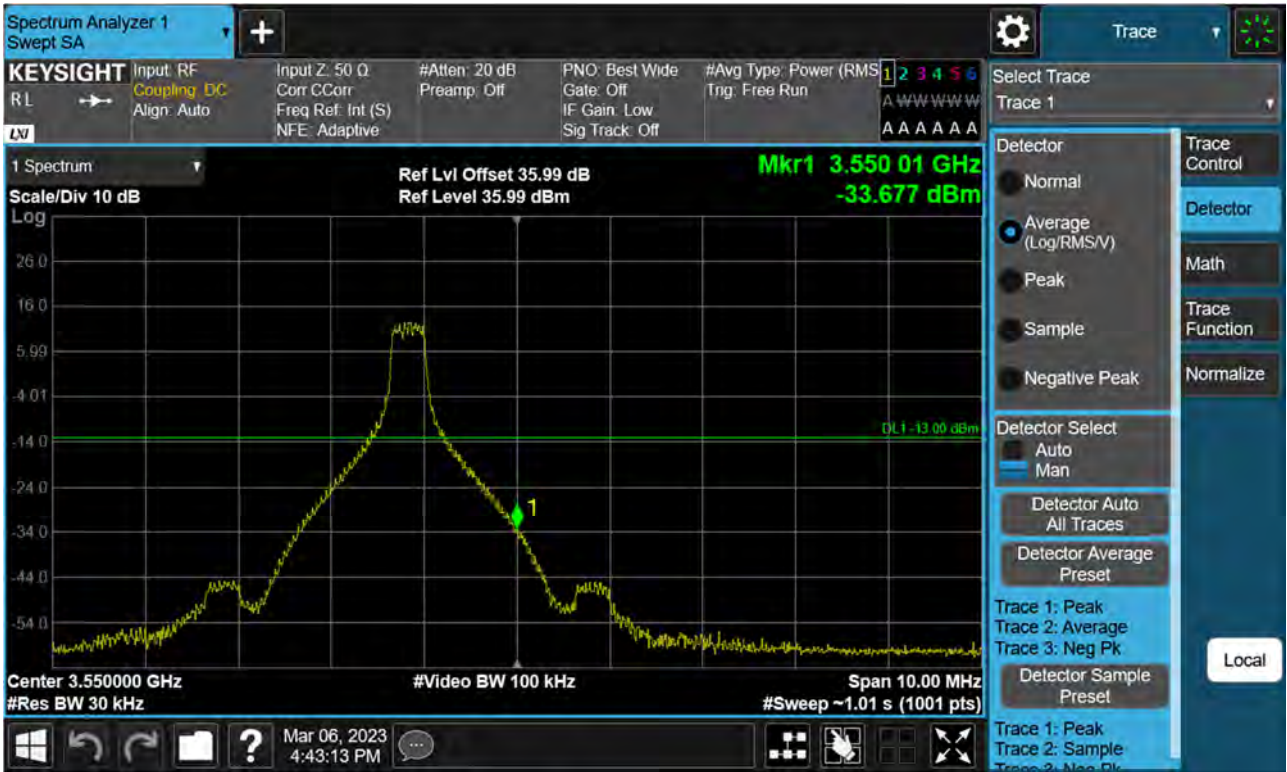 Spectrum Analyzer 1
Swept SA
+
Trace
KEYSIGHT
RL
LXI
Input: RF
Coupling: DC
Align: Auto
Input Z: 50 Ω
Corr CCorr
Freq Ref: Int (S)
NFE: Adaptive
#Atten: 20 dB
Preamp: Off
PNO: Best Wide
Gate: Off
IF Gain: Low
Sig Track: Off
#Avg Type: Power (RMS
Trig: Free Run
1 2 3 4 5 6
A W W W W W
A A A A A A
Select Trace
Trace 1
1 Spectrum
Scale/Div 10 dB
Log
Ref Lvl Offset 35.99 dB
Ref Level 35.99 dBm
Mkr1 3.550 01 GHz
-33.677 dBm
26.0
16.0
5.99
-4.01
-14.0
-24.0
-34.0
-44.0
-54.0
DL1 -13.00 dBm
1
Center 3.550000 GHz
#Res BW 30 kHz
#Video BW 100 kHz
Span 10.00 MHz
#Sweep ~1.01 s (1001 pts)
Detector
Normal
Average
(Log/RMS/V)
Peak
Sample
Negative Peak
Detector Select
Auto
Man
Detector Auto
All Traces
Detector Average
Preset
Trace 1: Peak
Trace 2: Average
Trace 3: Neg Pk
Detector Sample
Preset
Trace 1: Peak
Trace 2: Sample
Trace 3: Neg Pk
Trace
Control
Detector
Math
Trace
Function
Normalize
Local
?
Mar 06, 2023
4:43:13 PM